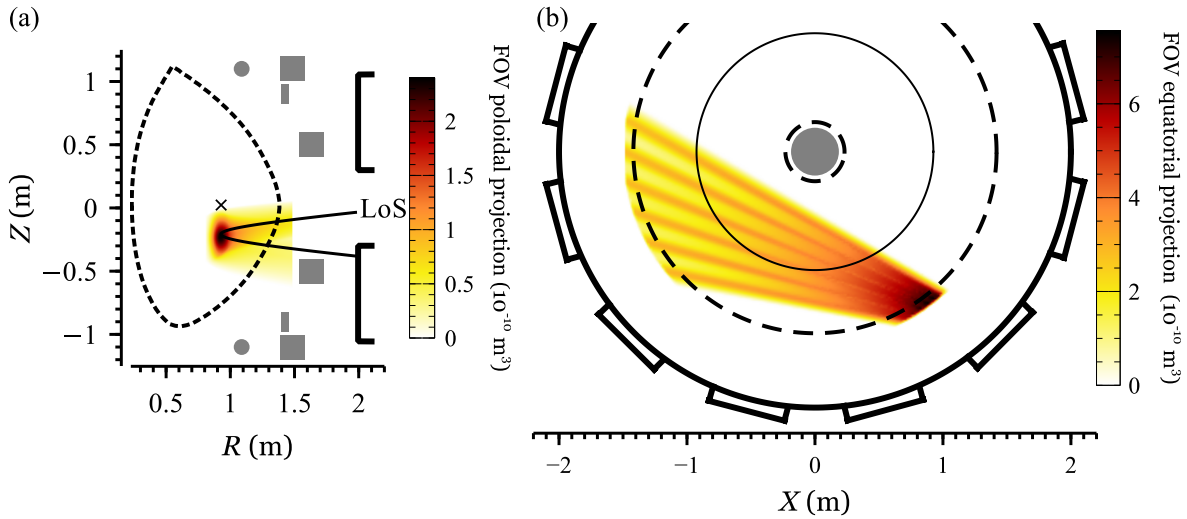 (a)
1
0.5
0
−0.5
−1
Z (m)
0.5 1 1.5 2
R (m)
LoS
2
1.5
1
0.5
0
FOV poloidal projection (10⁻¹⁰ m³)
(b)
−2 −1 0 1 2
X (m)
6
4
2
0
FOV equatorial projection (10⁻¹⁰ m³)